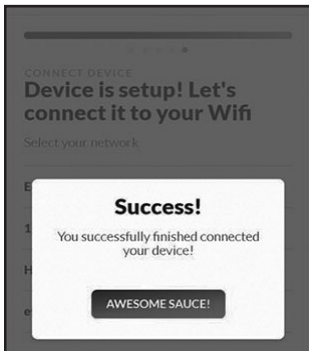 CONNECT DEVICE
Device is setup! Let's
connect it to your Wifi
Select your network
E
Success!
1
You successfully finished connected
your device!
H
AWESOME SAUCE!
e